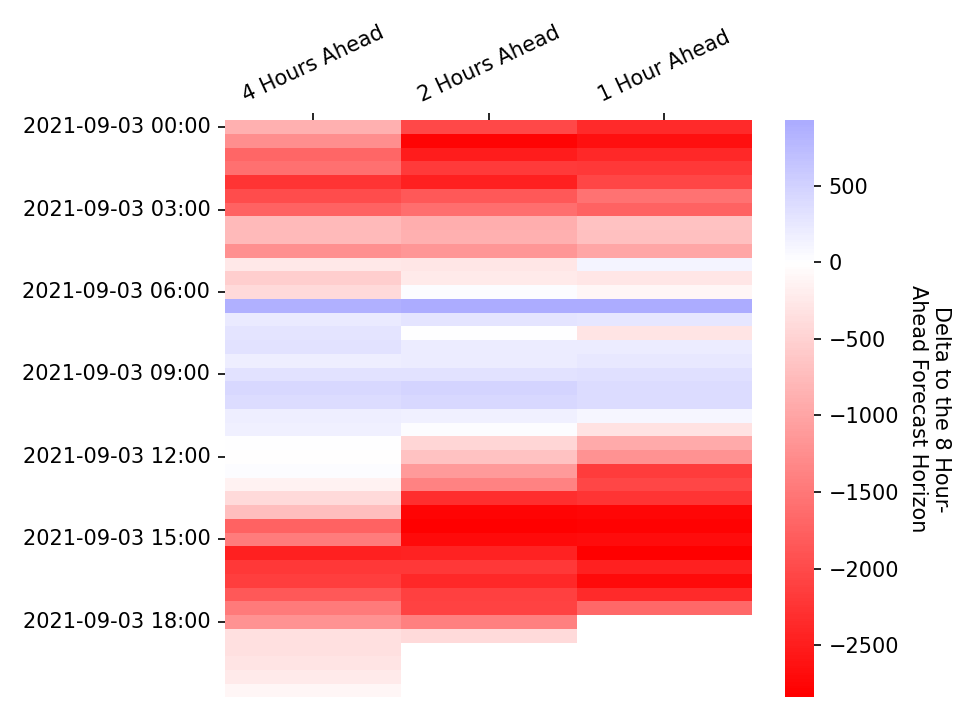 4 Hours Ahead
2 Hours Ahead
1 Hour Ahead
2021-09-03 00:00
2021-09-03 03:00
2021-09-03 06:00
2021-09-03 09:00
2021-09-03 12:00
2021-09-03 15:00
2021-09-03 18:00
500
0
−500
−1000
−1500
−2000
−2500
Delta to the 8 Hour-
Ahead Forecast Horizon